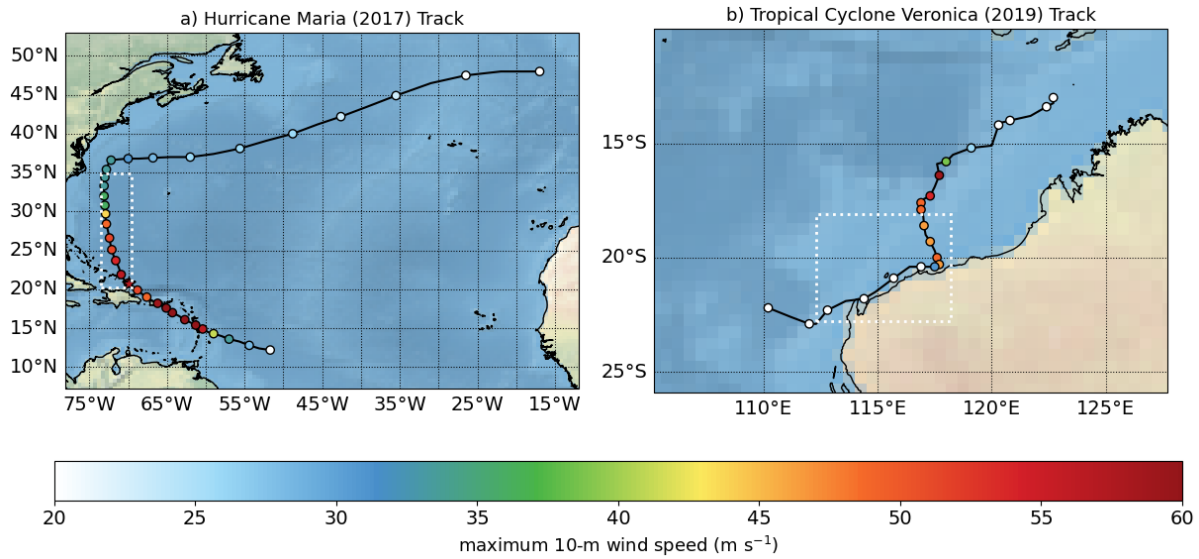 a) Hurricane Maria (2017) Track
50°N
45°N
40°N
35°N
30°N
25°N
20°N
15°N
10°N
75°W 65°W 55°W 45°W 35°W 25°W 15°W
b) Tropical Cyclone Veronica (2019) Track
15°S
20°S
25°S
110°E 115°E 120°E 125°E
20 25 30 35 40 45 50 55 60
maximum 10-m wind speed (m s⁻¹)